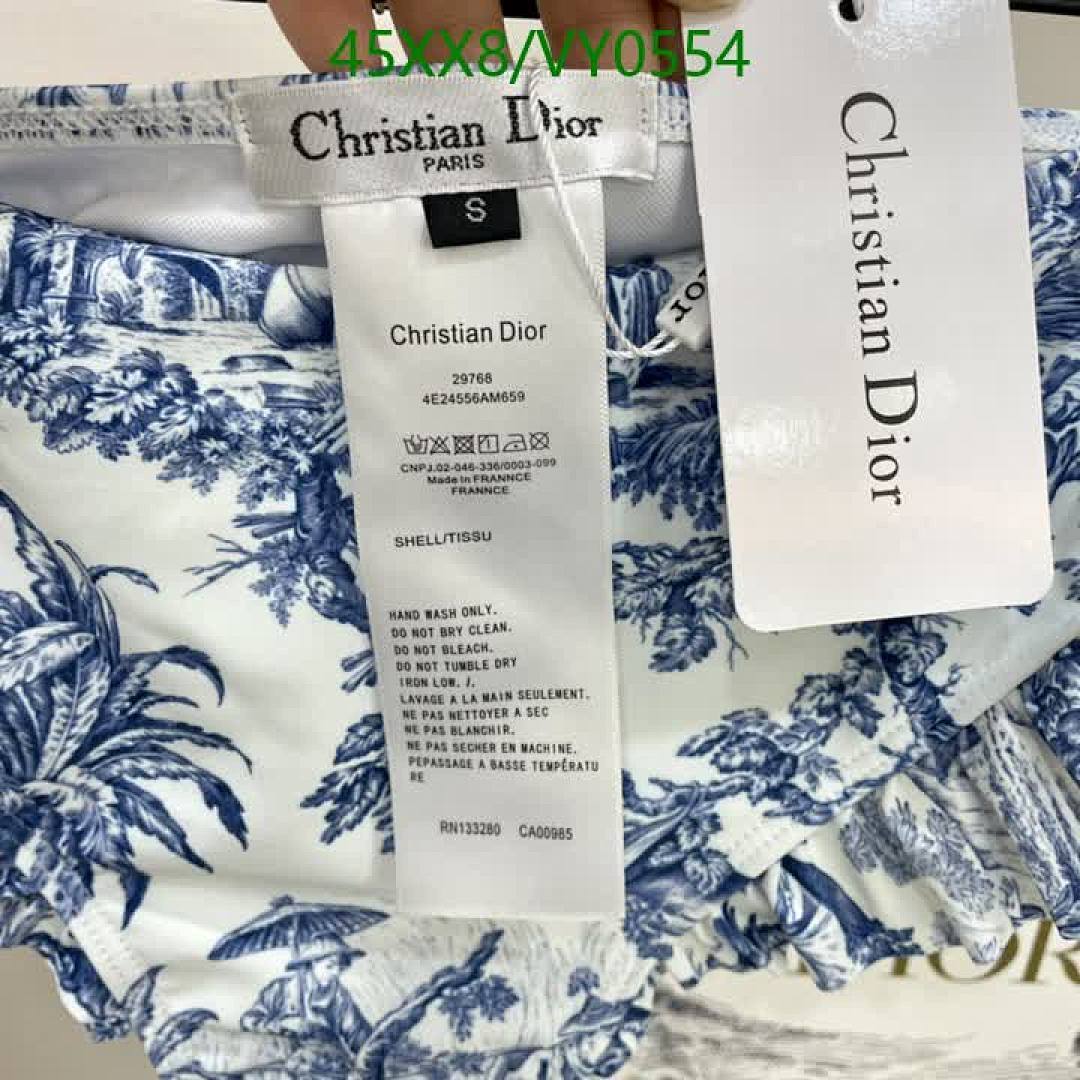 45XX8/VY0554
Christian Dior
PARIS
S
Christian Dior
29768
4E24556AM659
CNPJ.02-046-336/0003-099
Made In FRANNCE
FRANNCE
SHELL/TISSU
HAND WASH ONLY.
DO NOT BRY CLEAN.
DO NOT BLEACH.
DO NOT TUMBLE DRY
IRON LOW. /.
LAVAGE A LA MAIN SEULEMENT.
NE PAS NETTOYER A SEC
NE PAS BLANCHIR.
NE PAS SECHER EN MACHINE.
PEPASSAGE A BASSE TEMPÉRATU
RE
RN133280 CA00985
Christian Dior